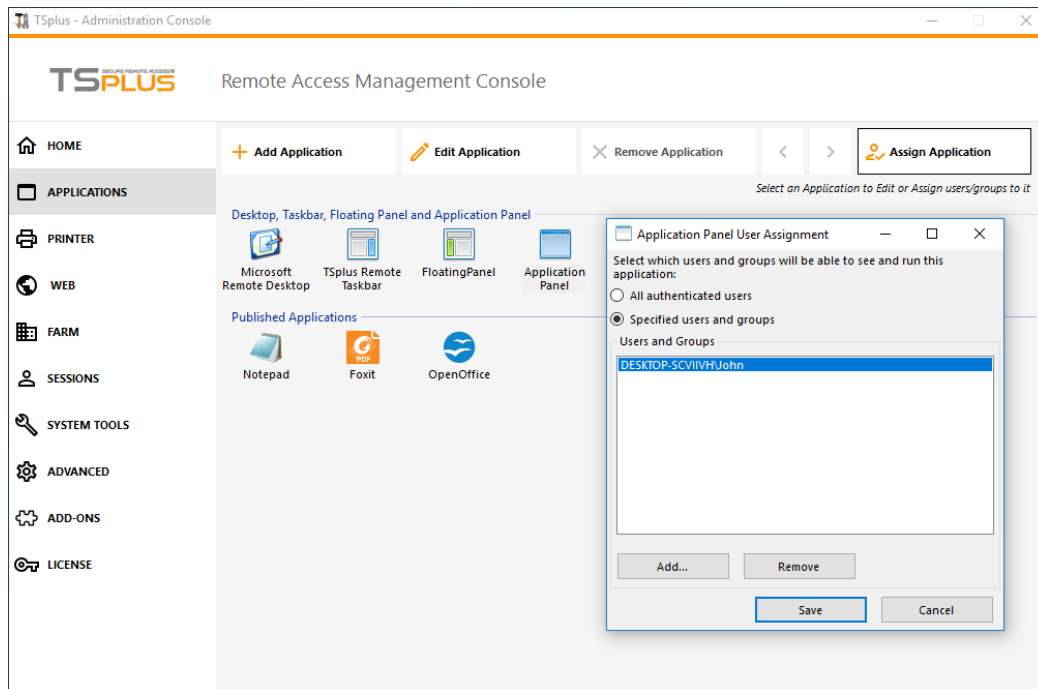 TSplus - Administration Console
SECURE REMOTE ACCESS
TSPLUS
Remote Access Management Console
HOME
APPLICATIONS
PRINTER
WEB
FARM
SESSIONS
SYSTEM TOOLS
ADVANCED
ADD-ONS
LICENSE
Add Application
Edit Application
Remove Application
Assign Application
Select an Application to Edit or Assign users/groups to it
Desktop, Taskbar, Floating Panel and Application Panel
Microsoft
Remote Desktop
TSplus Remote
Taskbar
FloatingPanel
Application
Panel
Published Applications
PDF
Notepad
Foxit
OpenOffice
Application Panel User Assignment
Select which users and groups will be able to see and run this
application:
All authenticated users
Specified users and groups
Users and Groups
DESKTOP-SCVIIVH\John
Add...
Remove
Save
Cancel